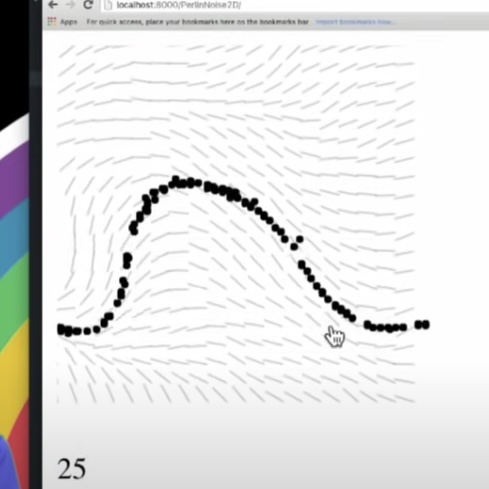 localhost:8000/PerlinNoise2D/
Apps For quick access, place your bookmarks here on the bookmarks bar. Import bookmarks now...
25